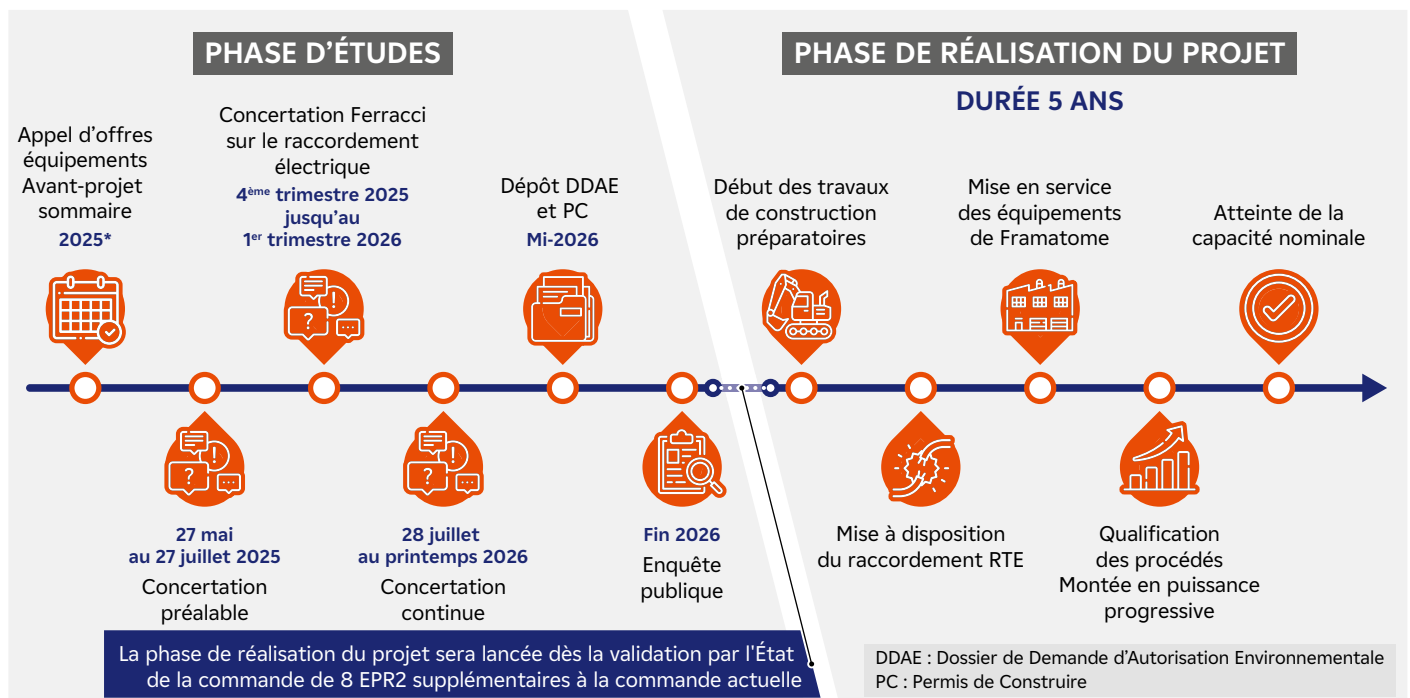 PHASE D'ÉTUDES
Appel d'offres
équipements
Avant-projet
sommaire
2025*
27 mai
au 27 juillet 2025
Concertation
préalable
Concertation Ferracci
sur le raccordement
électrique
4ème trimestre 2025
jusqu'au
1er trimestre 2026
28 juillet
au printemps 2026
Concertation
continue
Dépôt DDAE
et PC
Mi-2026
Fin 2026
Enquête
publique
La phase de réalisation du projet sera lancée dès la validation par l'État
de la commande de 8 EPR2 supplémentaires à la commande actuelle
PHASE DE RÉALISATION DU PROJET
DURÉE 5 ANS
Début des travaux
de construction
préparatoires
Mise à disposition
du raccordement RTE
Mise en service
des équipements
de Framatome
Qualification
des procédés
Montée en puissance
progressive
Atteinte de la
capacité nominale
DDAE : Dossier de Demande d'Autorisation Environnementale
PC : Permis de Construire